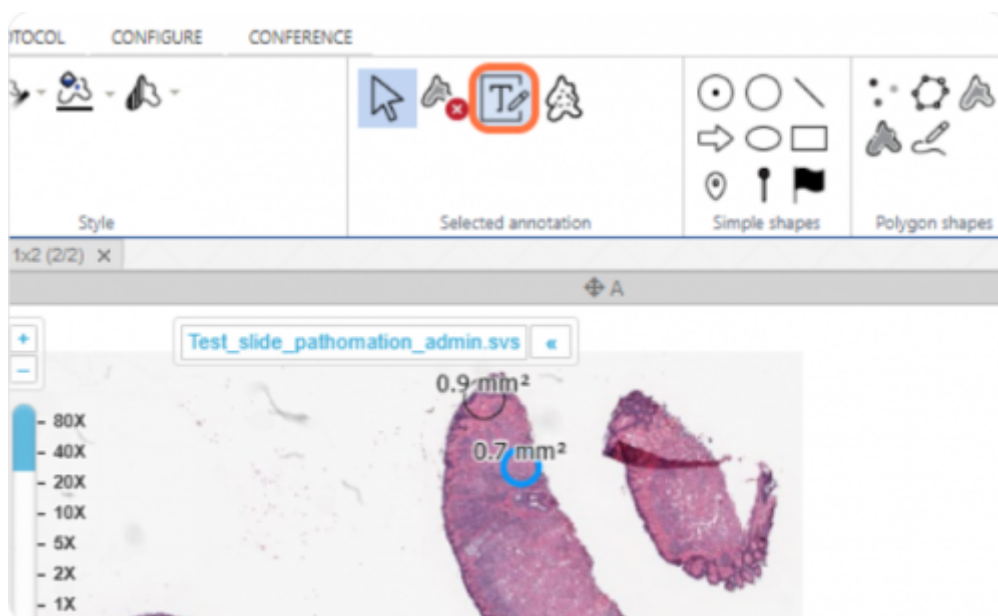 TOCOL CONFIGURE CONFERENCE
T
Style Selected annotation Simple shapes Polygon shapes
1x2 (2/2) ×
A
+ Test_slide_pathomation_admin.svs «
−
0.9 mm²
80X
0.7 mm²
40X
20X
10X
5X
2X
1X